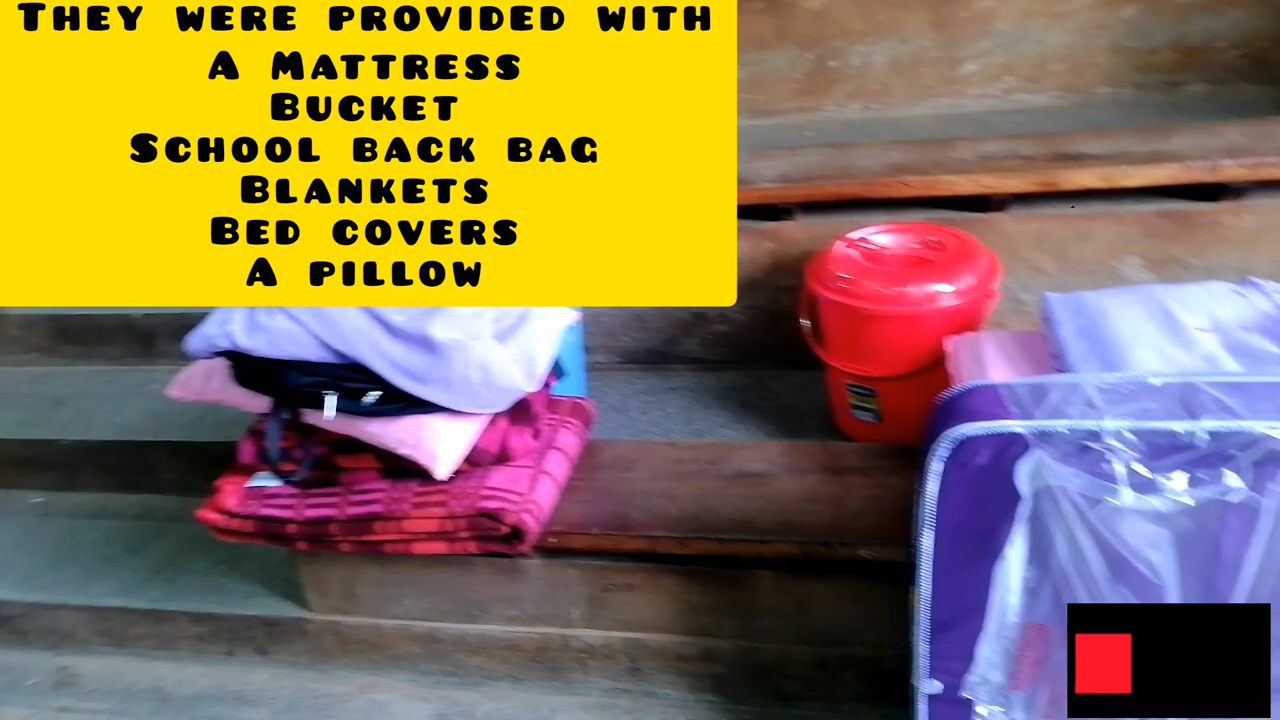 They were provided with
A Mattress
Bucket
School back bag
Blankets
Bed covers
A pillow